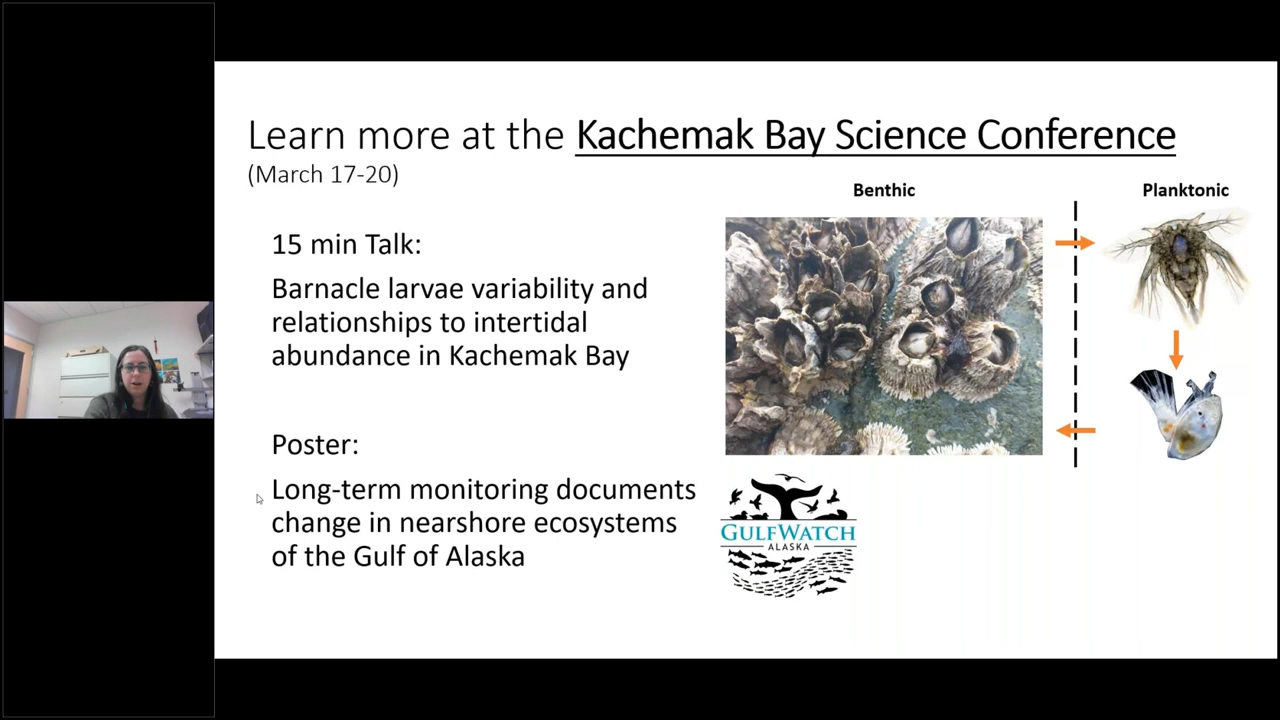 Learn more at the Kachemak Bay Science Conference
(March 17-20)
Benthic
Planktonic
15 min Talk:
Barnacle larvae variability and
relationships to intertidal
abundance in Kachemak Bay
Poster:
Long-term monitoring documents
change in nearshore ecosystems
of the Gulf of Alaska
GULFWATCH
ALASKA